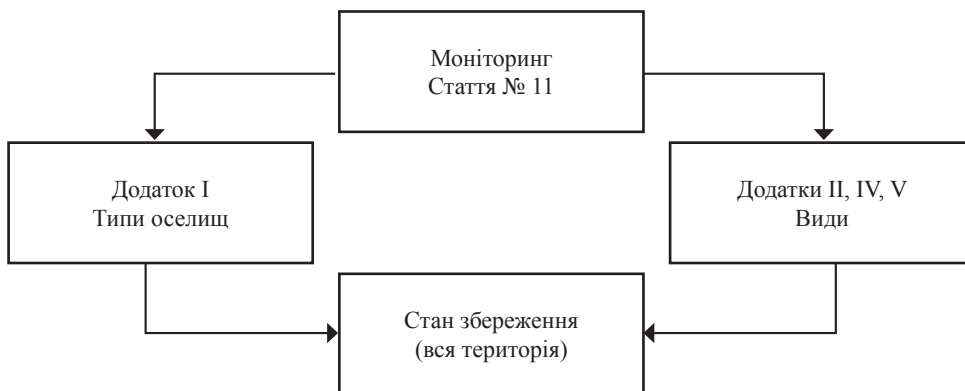 Моніторинг
Стаття № 11
Додаток I
Типи оселищ
Додатки II, IV, V
Види
Стан збереження
(вся територія)